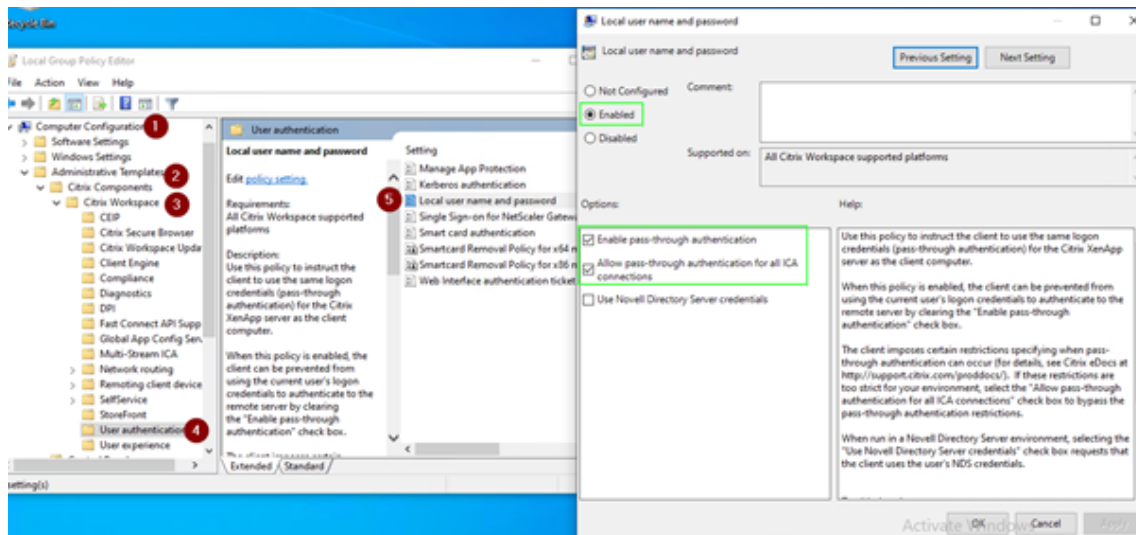 Recycle Bin
Local Group Policy Editor
File Action View Help
Computer Configuration 1
Software Settings
Windows Settings
Administrative Templates 2
Citrix Components
Citrix Workspace 3
CEIP
Citrix Secure Browser
Citrix Workspace Upda
Client Engine
Compliance
Diagnostics
DPI
Fast Connect API Supp
Global App Config Serv
Multi-Stream ICA
Network routing
Remoting client device
SelfService
StoreFront
User authentication 4
User experience
setting(s)
User authentication
Local user name and password
Edit policy setting.
Requirements:
All Citrix Workspace supported
platforms
Description:
Use this policy to instruct the
client to use the same logon
credentials (pass-through
authentication) for the Citrix
XenApp server as the client
computer.
When this policy is enabled, the
client can be prevented from
using the current user's logon
credentials to authenticate to the
remote server by clearing
the "Enable pass-through
authentication" check box.
The client imposes certain
Extended Standard
Setting
Manage App Protection
Kerberos authentication
5 Local user name and password
Single Sign-on for NetScaler Gatew
Smart card authentication
Smartcard Removal Policy for x64 m
Smartcard Removal Policy for x86 m
Web Interface authentication ticket
Local user name and password
Local user name and password
Previous Setting Next Setting
Not Configured Comment:
Enabled
Disabled
Supported on: All Citrix Workspace supported platforms
Options: Help:
Enable pass-through authentication
Allow pass-through authentication for all ICA
connections
Use Novell Directory Server credentials
Use this policy to instruct the client to use the same logon
credentials (pass-through authentication) for the Citrix XenApp
server as the client computer.
When this policy is enabled, the client can be prevented from
using the current user's logon credentials to authenticate to the
remote server by clearing the "Enable pass-through
authentication" check box.
The client imposes certain restrictions specifying when pass-
through authentication can occur (for details, see Citrix eDocs at
http://support.citrix.com/proddocs/). If these restrictions are
too strict for your environment, select the "Allow pass-through
authentication for all ICA connections" check box to bypass the
pass-through authentication restrictions.
When run in a Novell Directory Server environment, selecting the
"Use Novell Directory Server credentials" check box requests that
the client uses the user's NDS credentials.
Activate Windows
OK Cancel Apply